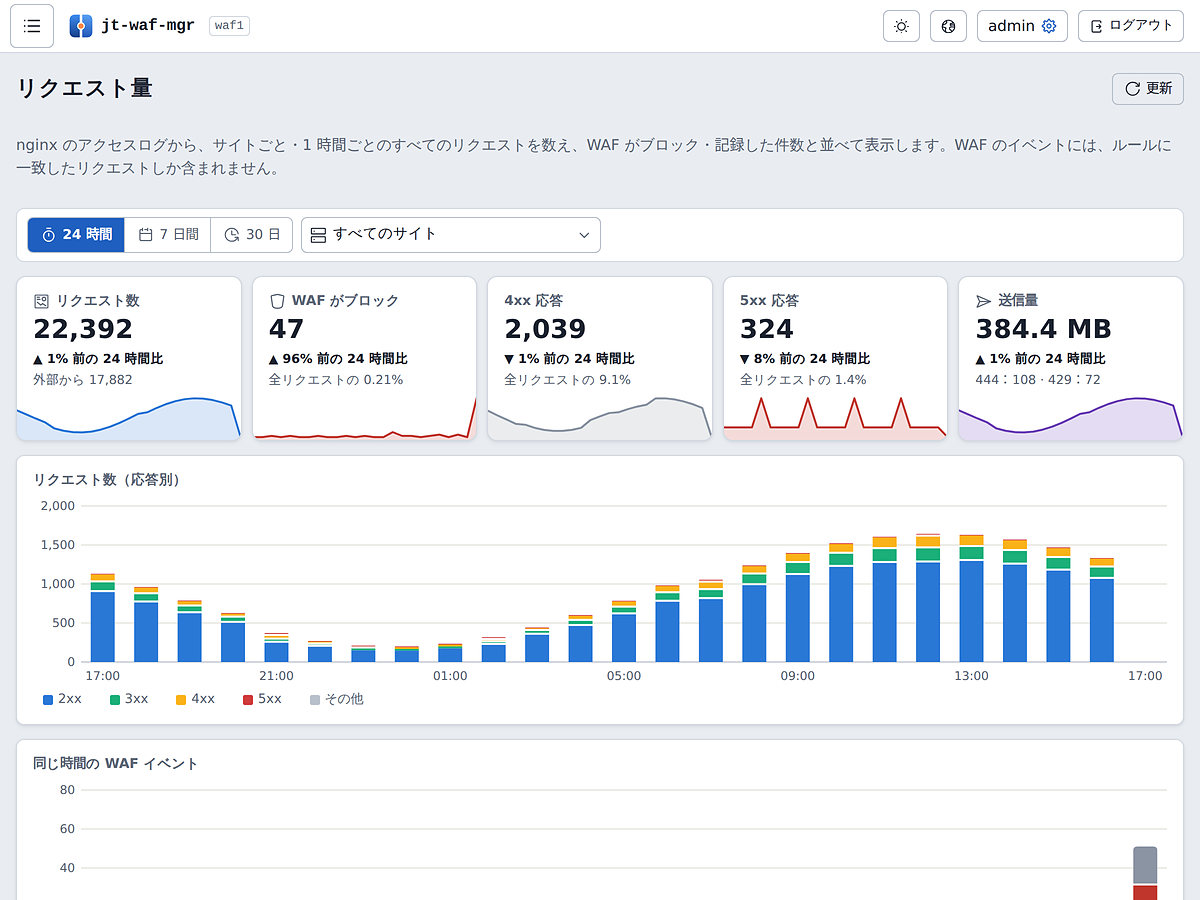 jt-waf-mgr waf1 admin ログアウト
リクエスト量 更新
nginx のアクセスログから、サイトごと・1 時間ごとのすべてのリクエストを数え、WAF がブロック・記録した件数と並べて表示します。WAF のイベントには、ルールに
一致したリクエストしか含まれません。
24 時間 7 日間 30 日 すべてのサイト
リクエスト数
22,392
▲ 1% 前の 24 時間比
外部から 17,882
WAF がブロック
47
▲ 96% 前の 24 時間比
全リクエストの 0.21%
4xx 応答
2,039
▼ 1% 前の 24 時間比
全リクエストの 9.1%
5xx 応答
324
▼ 8% 前の 24 時間比
全リクエストの 1.4%
送信量
384.4 MB
▲ 1% 前の 24 時間比
444：108 · 429：72
リクエスト数（応答別）
2,000
1,500
1,000
500
0
17:00 21:00 01:00 05:00 09:00 13:00 17:00
2xx 3xx 4xx 5xx その他
同じ時間の WAF イベント
80
60
40